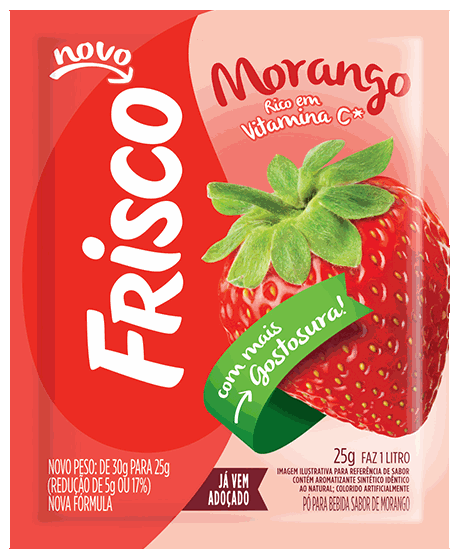 novo
Frisco
Morango
Rico em
Vitamina C*
com mais
Gostosura!
NOVO PESO: DE 30g PARA 25g
(REDUÇÃO DE 5g OU 17%)
NOVA FÓRMULA
JÁ VEM
ADOÇADO
25g FAZ 1 LITRO
IMAGEM ILUSTRATIVA PARA REFERÊNCIA DE SABOR
CONTÉM AROMATIZANTE SINTÉTICO IDÊNTICO
AO NATURAL; COLORIDO ARTIFICIALMENTE
PÓ PARA BEBIDA SABOR DE MORANGO